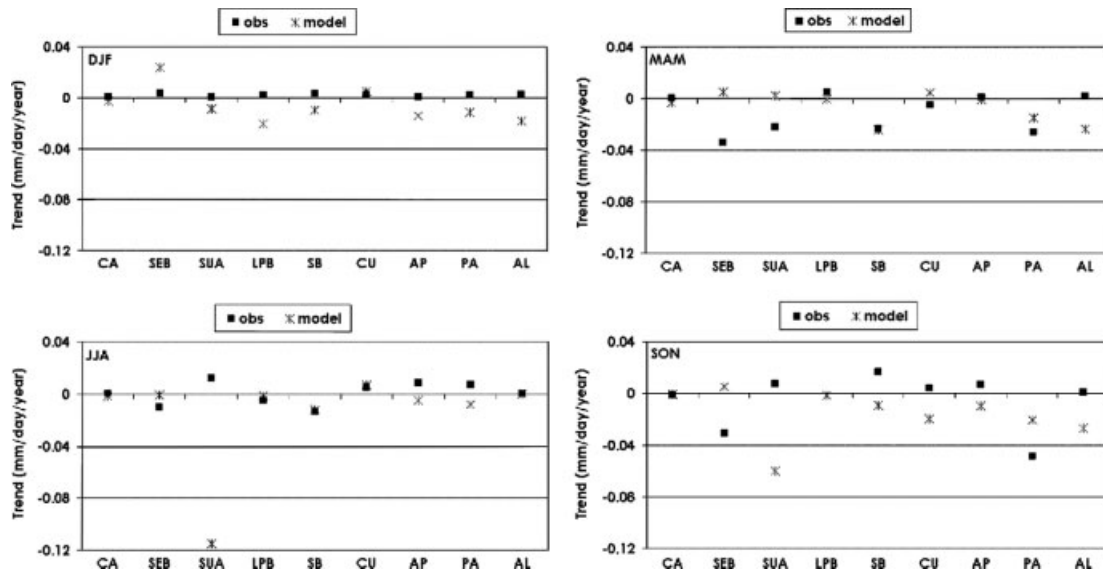 obs model
DJF
0.04
0
-0.04
-0.08
-0.12
Trend (mm/day/year)
CA SEB SUA LPB SB CU AP PA AL
obs model
MAM
0.04
0
-0.04
-0.08
-0.12
Trend (mm/day/year)
CA SEB SUA LPB SB CU AP PA AL
obs model
JJA
0.04
0
-0.04
-0.08
-0.12
Trend (mm/day/year)
CA SEB SUA LPB SB CU AP PA AL
obs model
SON
0.04
0
-0.04
-0.08
-0.12
Trend (mm/day/year)
CA SEB SUA LPB SB CU AP PA AL